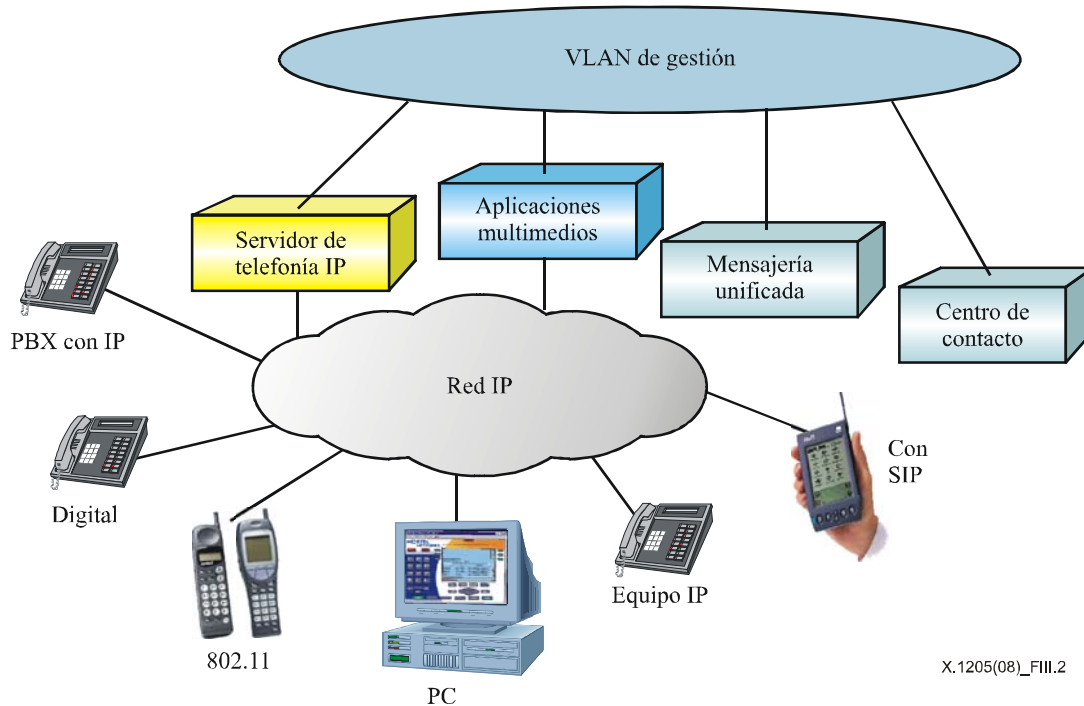 VLAN de gestión
Servidor de
telefonía IP
Aplicaciones
multimedios
Mensajería
unificada
Centro de
contacto
PBX con IP
Red IP
Digital
Con
SIP
802.11
PC
Equipo IP
X.1205(08)_FIII.2